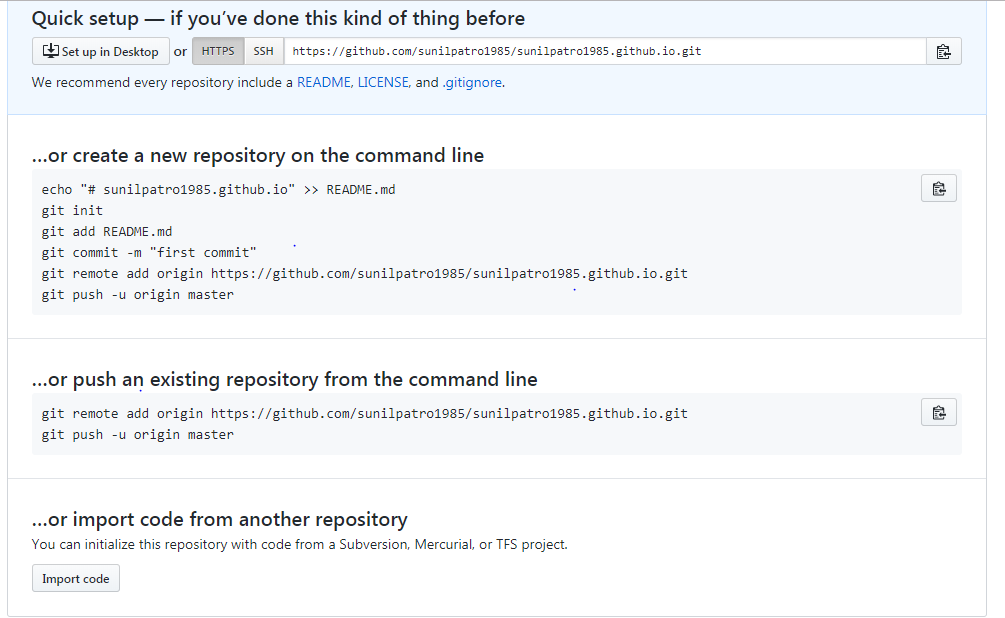 Quick setup — if you’ve done this kind of thing before
Set up in Desktop or HTTPS SSH https://github.com/sunilpatro1985/sunilpatro1985.github.io.git
We recommend every repository include a README, LICENSE, and .gitignore.
...or create a new repository on the command line
echo "# sunilpatro1985.github.io" >> README.md
git init
git add README.md
git commit -m "first commit"
git remote add origin https://github.com/sunilpatro1985/sunilpatro1985.github.io.git
git push -u origin master
...or push an existing repository from the command line
git remote add origin https://github.com/sunilpatro1985/sunilpatro1985.github.io.git
git push -u origin master
...or import code from another repository
You can initialize this repository with code from a Subversion, Mercurial, or TFS project.
Import code